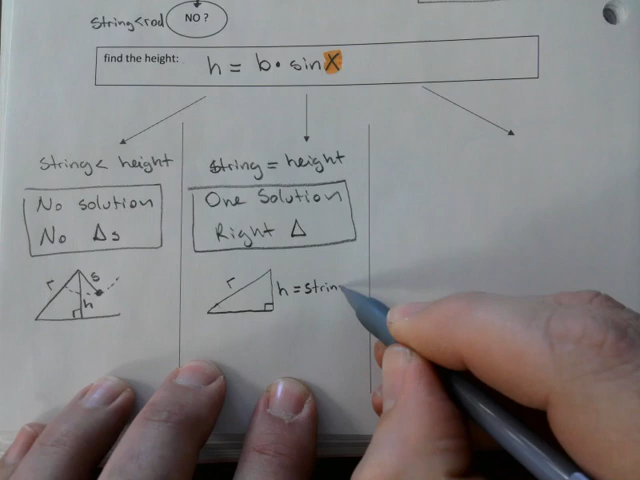 String<rod NO ?
find the height: h = b • sin X
String < height
No solution
No Δs
r s
h
String = height
One Solution
Right Δ
r h = strin